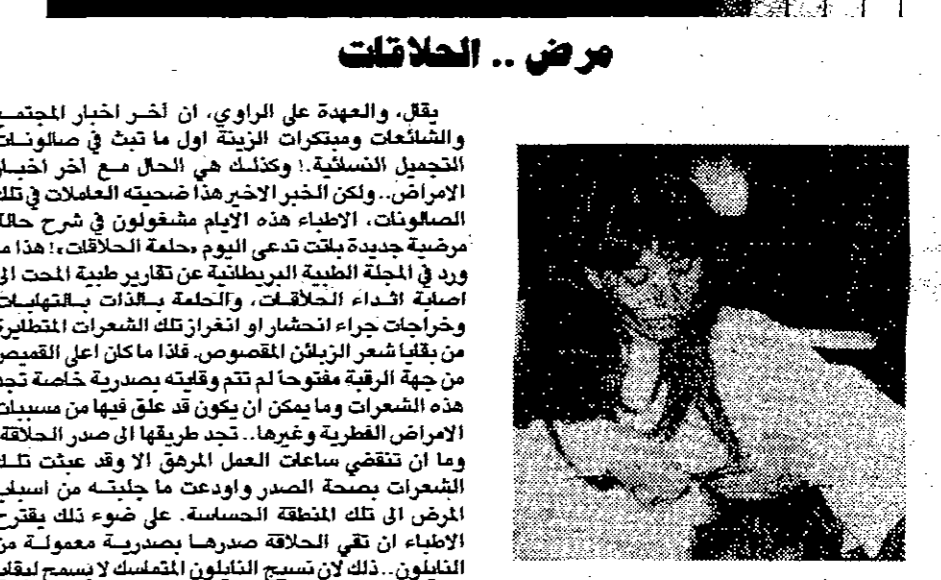 مرض .. الحلاقات
يقال، والعهدة على الراوي، ان آخر اخبار المجتمع
والشائعات ومبتكرات الزينة اول ما تبث في صالونات
التجميل النسائية.! وكذلك هي الحال مع آخر اخبار
الامراض.. ولكن الخبر الاخير هذا ضحيته العاملات في تلك
الصالونات، الاطباء هذه الايام مشغولون في شرح حالة
مرضية جديدة باتت تدعى اليوم «حلمة الحلاقات»! هذا ما
ورد في المجلة الطبية البريطانية عن تقارير طبية المحت الى
اصابة اثداء الحلاقات، والحلمة بالذات بالتهابات
وخراجات جراء انحشار او انغراز تلك الشعرات المتطايرة
من بقايا شعر الزبائن المقصوص. فاذا ما كان اعلى القميص
من جهة الرقبة مفتوحاً لم تتم وقايته بصدرية خاصة تجد
هذه الشعرات وما يمكن ان يكون قد علق فيها من مسببات
الامراض الفطرية وغيرها.. تجد طريقها الى صدر الحلاقة
وما ان تنقضي ساعات العمل المرهق الا وقد عبثت تلك
الشعرات بصحة الصدر واودعت ما جلبته من اسباب
المرض الى تلك المنطقة الحساسة. على ضوء ذلك يقترح
الاطباء ان تقي الحلاقة صدرها بصدرية معمولة من
النايلون.. ذلك لان نسيج النايلون المتماسك لا يسمح لبقايا